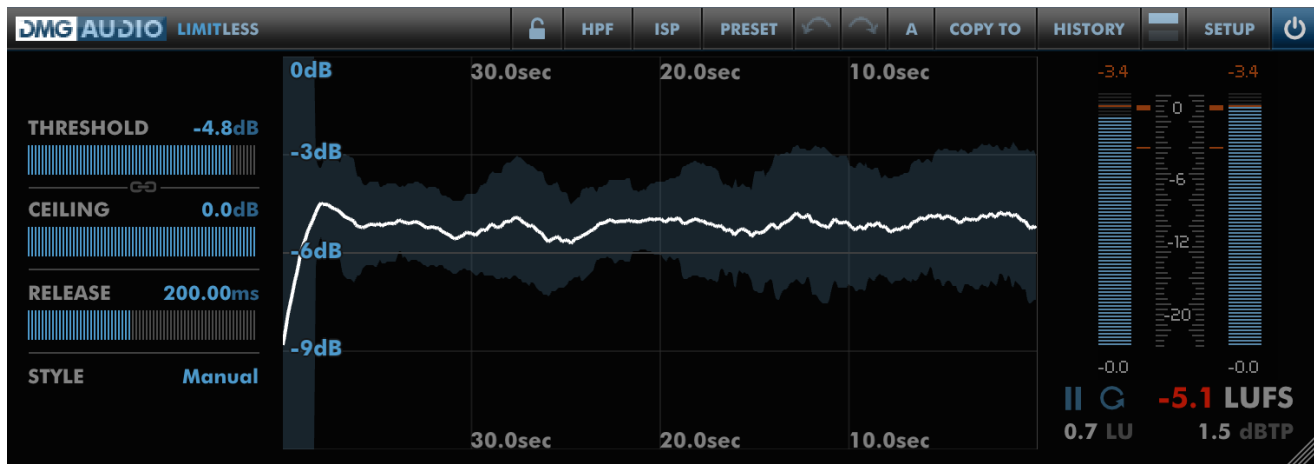 DMG AUDIO LIMITLESS HPF ISP PRESET A COPY TO HISTORY SETUP
0dB 30.0sec 20.0sec 10.0sec -3.4 -3.4
THRESHOLD -4.8dB
0
-3dB
-6
CEILING 0.0dB
-12
-6dB
RELEASE 200.00ms
-20
-9dB
STYLE Manual
-0.0 -0.0
-5.1 LUFS
30.0sec 20.0sec 10.0sec
0.7 LU 1.5 dBTP